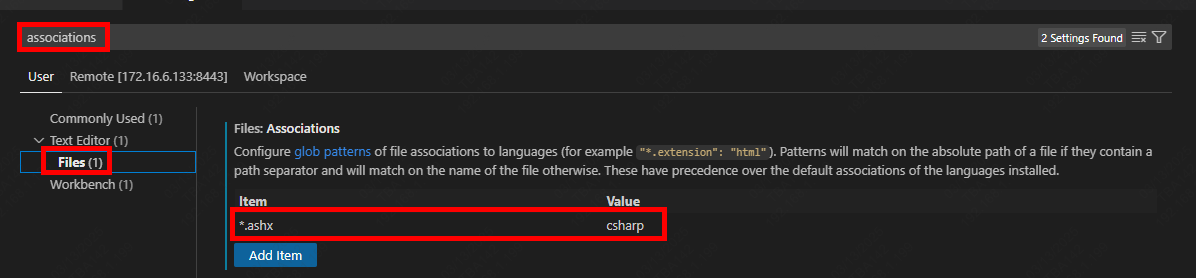 associations
2 Settings Found
User Remote [172.16.6.133:8443] Workspace
Commonly Used (1)
Text Editor (1)
Files (1)
Workbench (1)
Files: Associations
Configure glob patterns of file associations to languages (for example "*.extension": "html"). Patterns will match on the absolute path of a file if they contain a
path separator and will match on the name of the file otherwise. These have precedence over the default associations of the languages installed.
Item Value
*.ashx csharp
Add Item